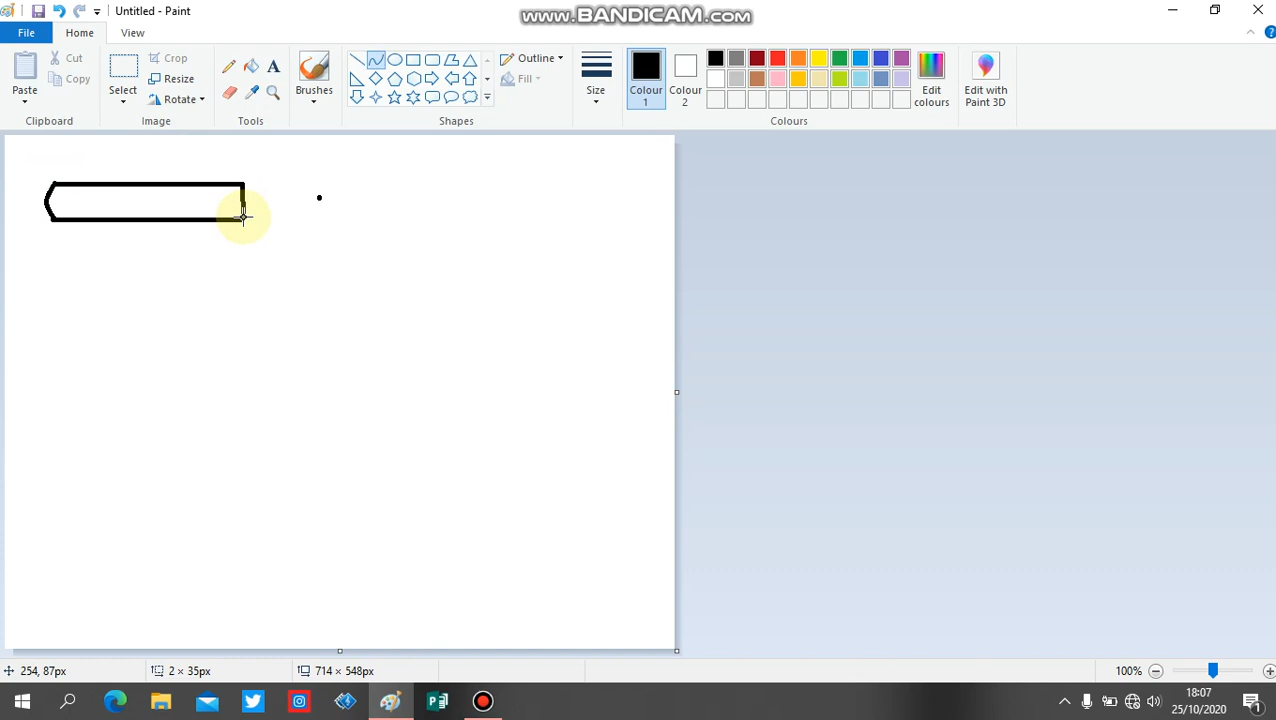 Untitled - Paint
www.BANDICAM.com
File
Home
View
Paste
Cut
Copy
Clipboard
Select
Crop
Resize
Rotate
Image
A
Tools
Brushes
Outline
Fill
Shapes
Size
Colour 1
Colour 2
Edit colours
Edit with Paint 3D
Colours
254, 87px
2 × 35px
714 × 548px
100%
18:07
25/10/2020
1